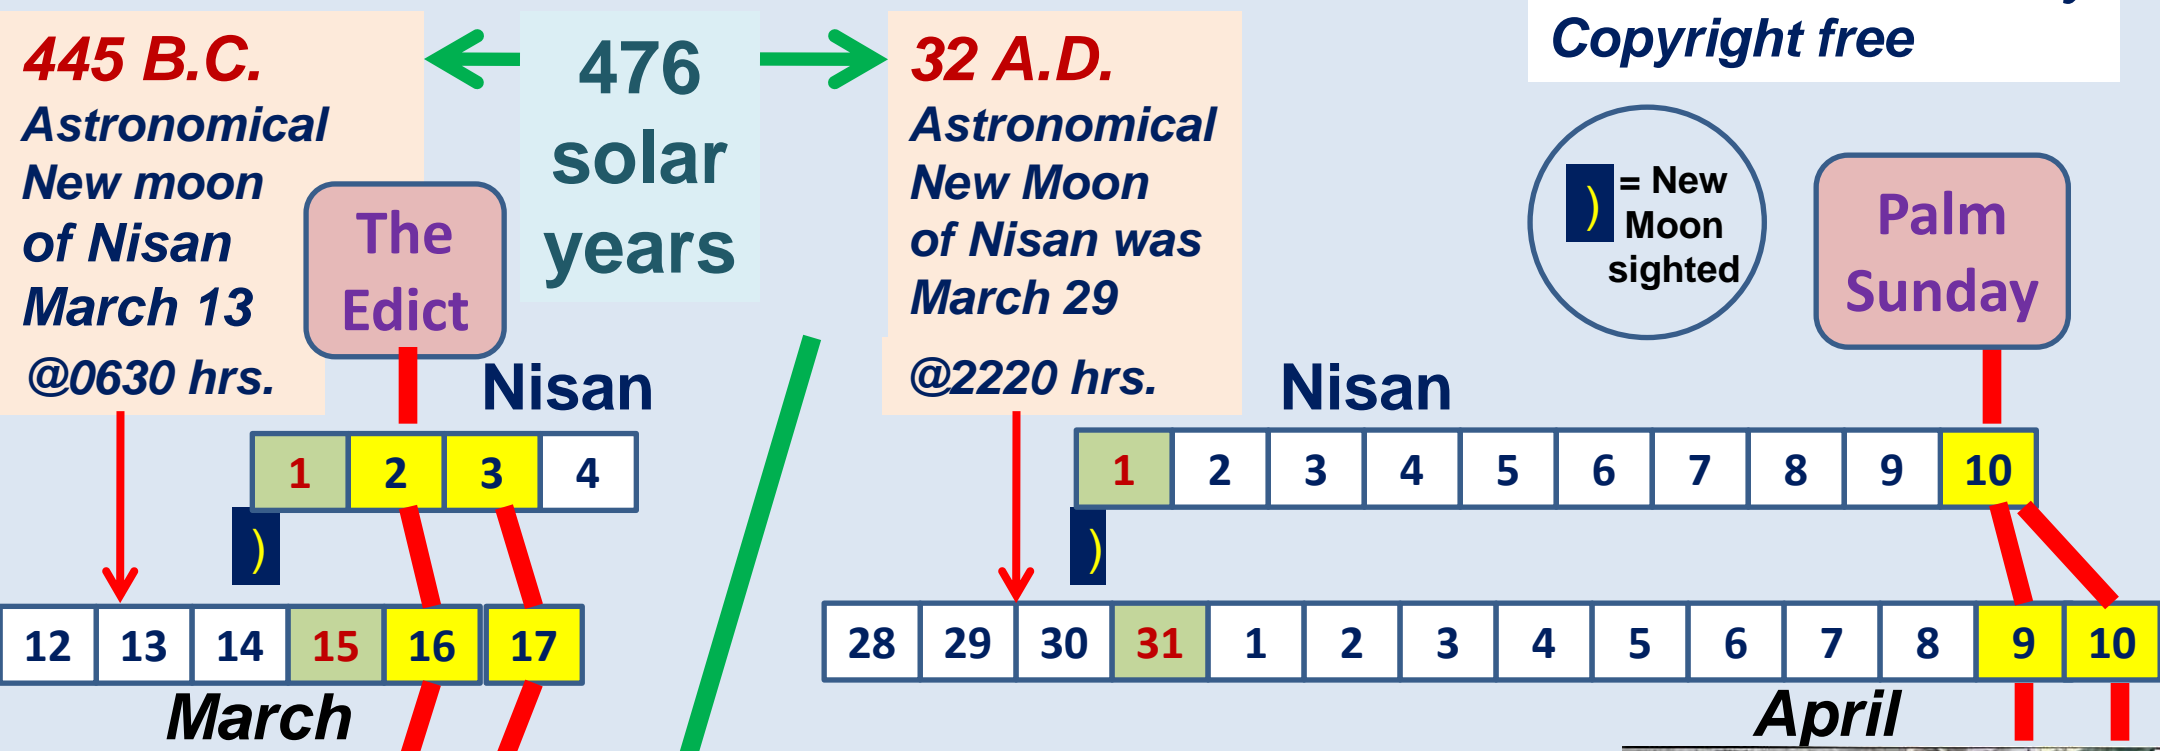 445 B.C.
Astronomical
New moon
of Nisan
March 13
@0630 hrs.
The
Edict
476
solar
years
32 A.D.
Astronomical
New Moon
of Nisan was
March 29
@2220 hrs.
Copyright free
) = New
Moon
sighted
Palm
Sunday
Nisan
1 2 3 4
)
12 13 14 15 16 17
March
Nisan
1 2 3 4 5 6 7 8 9 10
)
28 29 30 31 1 2 3 4 5 6 7 8 9 10
April